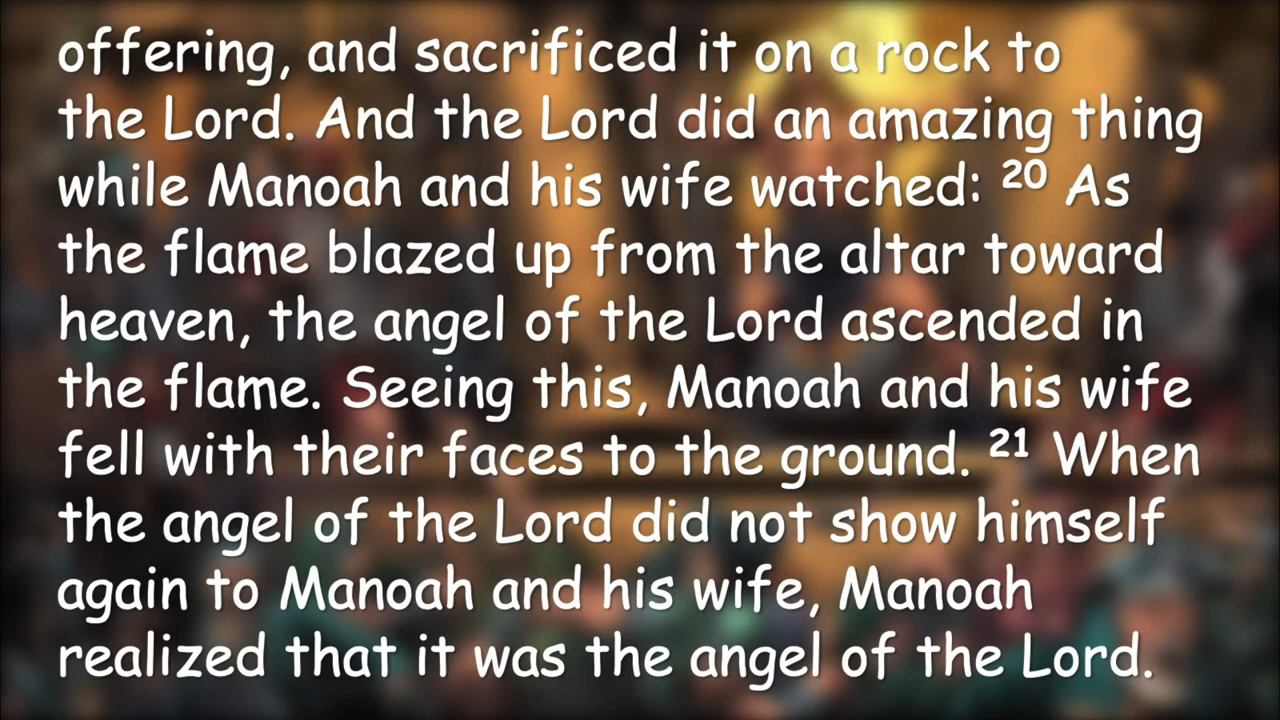 offering, and sacrificed it on a rock to
the Lord. And the Lord did an amazing thing
while Manoah and his wife watched: ²⁰ As
the flame blazed up from the altar toward
heaven, the angel of the Lord ascended in
the flame. Seeing this, Manoah and his wife
fell with their faces to the ground. ²¹ When
the angel of the Lord did not show himself
again to Manoah and his wife, Manoah
realized that it was the angel of the Lord.